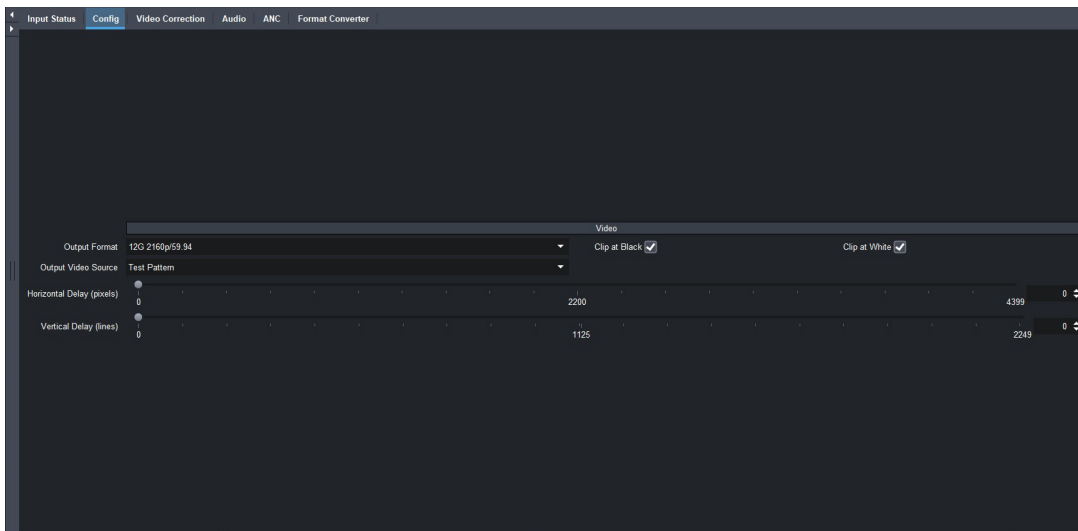 Input Status Config Video Correction Audio ANC Format Converter
Video
Output Format 12G 2160p/59.94 Clip at Black Clip at White
Output Video Source Test Pattern
Horizontal Delay (pixels) 0
0 2200 4399
Vertical Delay (lines) 0
0 1125 2249